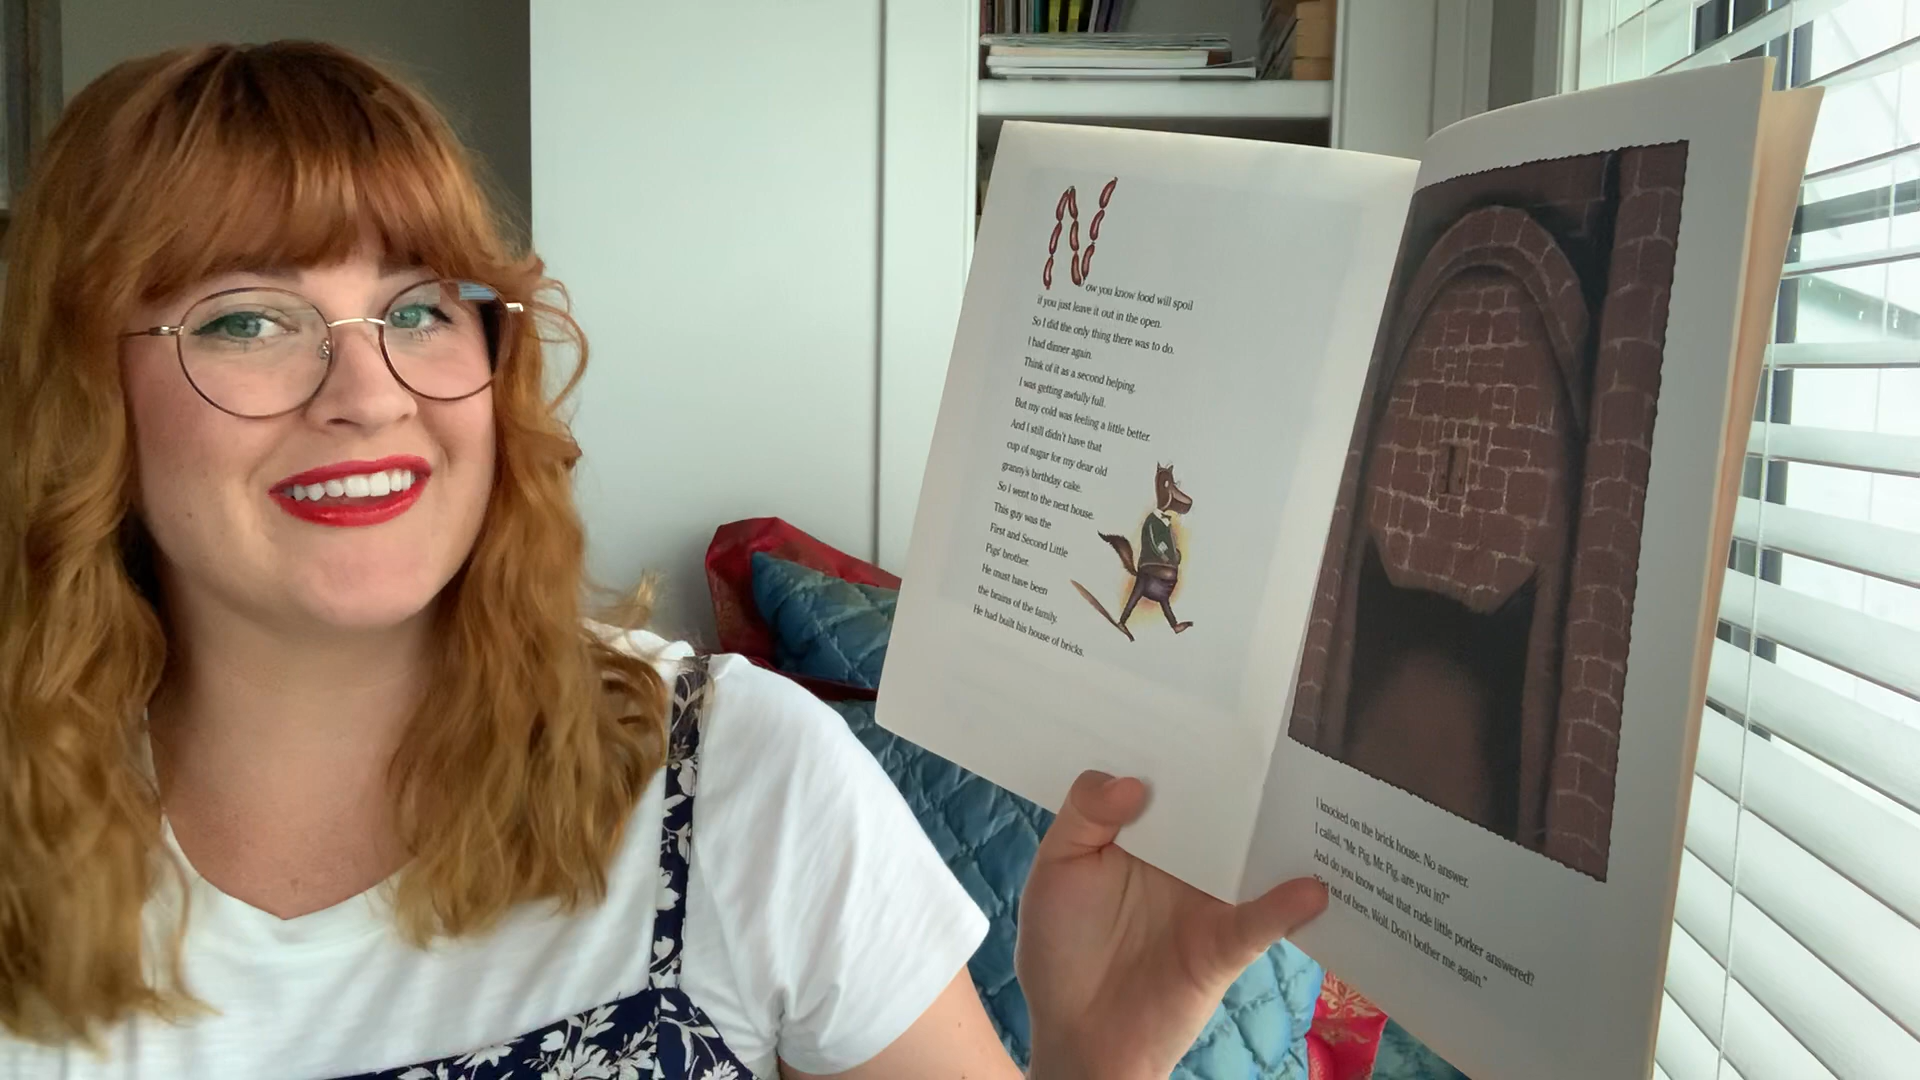 Now you know food will spoil
if you just leave it out in the open.
So I did the only thing there was to do.
I had dinner again.
Think of it as a second helping.
I was getting awfully full.
But my cold was feeling a little better.
And I still didn't have that
cup of sugar for my dear old
granny's birthday cake.
So I went to the next house.
This guy was the
First and Second Little
Pigs' brother.
He must have been
the brains of the family.
He had built his house of bricks.
I knocked on the brick house. No answer.
I called, "Mr. Pig, Mr. Pig, are you in?"
And do you know what that rude little porker answered?
"Get out of here, Wolf. Don't bother me again."